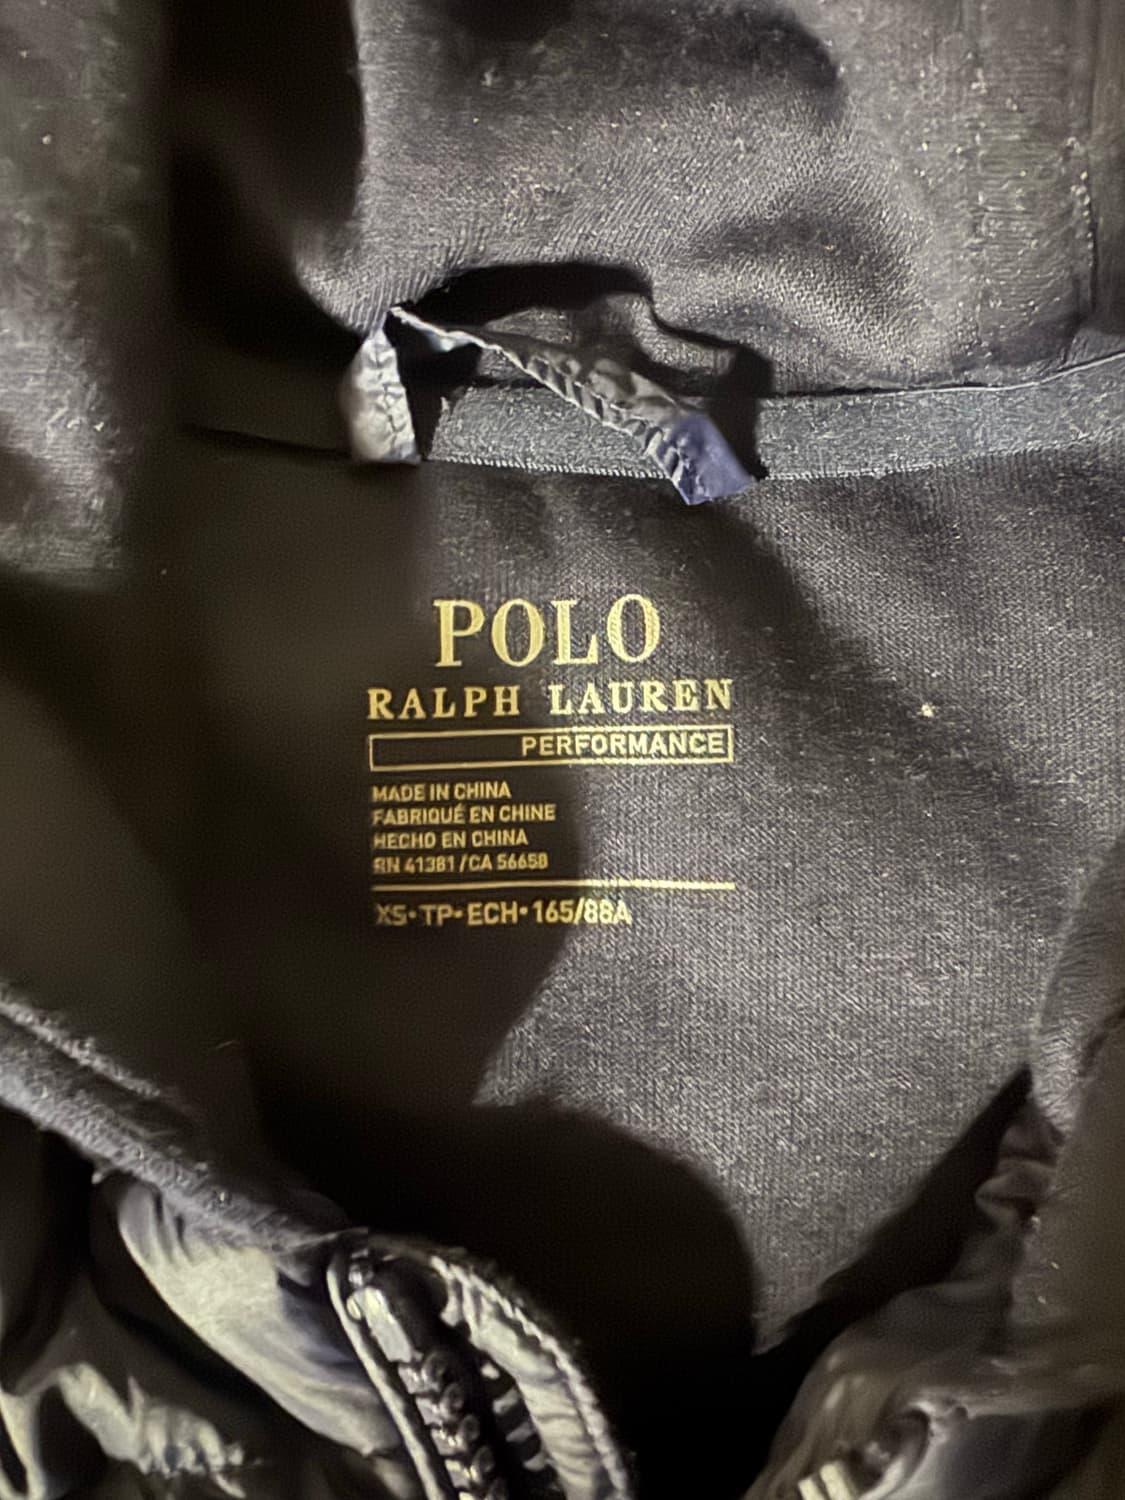 POLO
RALPH LAUREN
PERFORMANCE
MADE IN CHINA
FABRIQUÉ EN CHINE
HECHO EN CHINA
RN 41381 / CA 56658
XS• TP• ECH• 165/88A